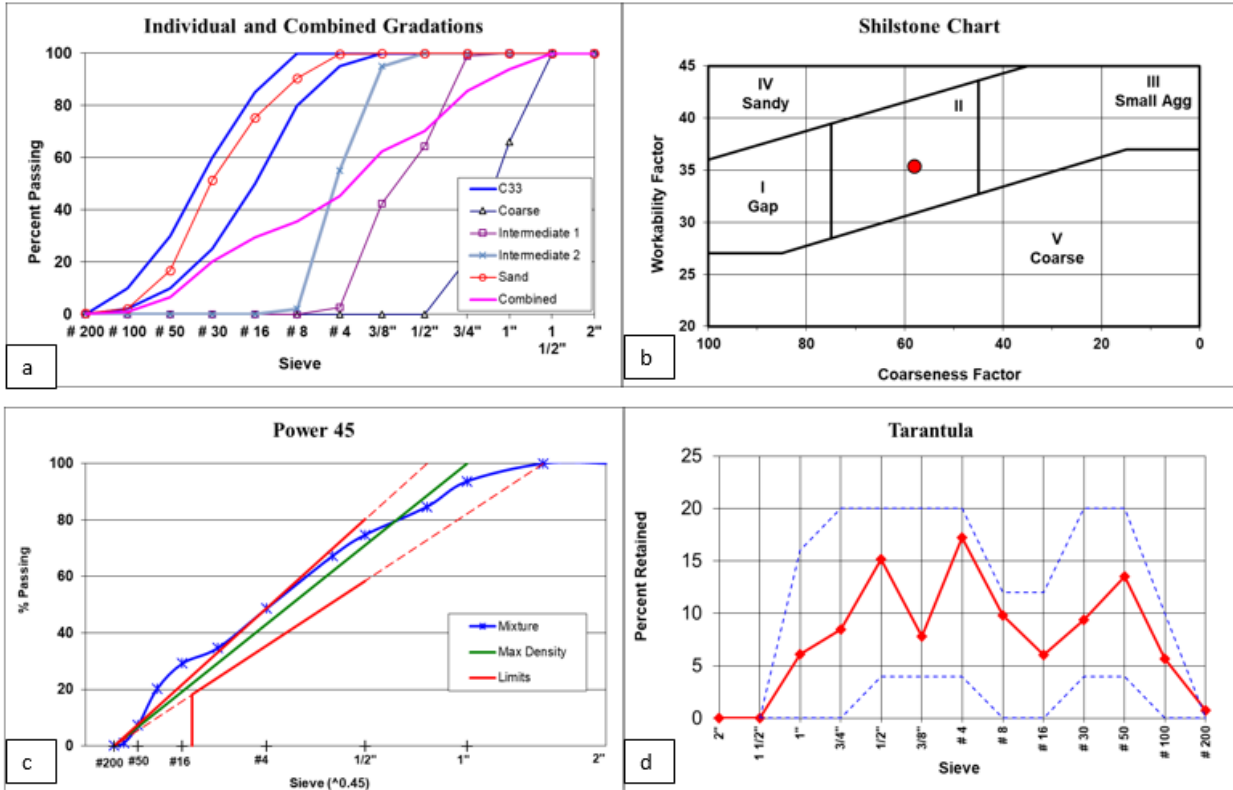 Individual and Combined Gradations
Percent Passing
100
80
60
40
20
0
C33
Coarse
Intermediate 1
Intermediate 2
Sand
Combined
# 200 # 100 # 50 # 30 # 16 # 8 # 4 3/8" 1/2" 3/4" 1" 1 2"
1/2"
Sieve
a
Shilstone Chart
Workability Factor
45
40
35
30
25
20
IV
Sandy
II
III
Small Agg
I
Gap
V
Coarse
100 80 60 40 20 0
Coarseness Factor
b
Power 45
% Passing
100
80
60
40
20
0
Mixture
Max Density
Limits
#200 #50 #16 #4 1/2" 1" 2"
Sieve (^0.45)
c
Tarantula
Percent Retained
25
20
15
10
5
0
2" 1 1/2" 1" 3/4" 1/2" 3/8" # 4 # 8 # 16 # 30 # 50 # 100 # 200
Sieve
d